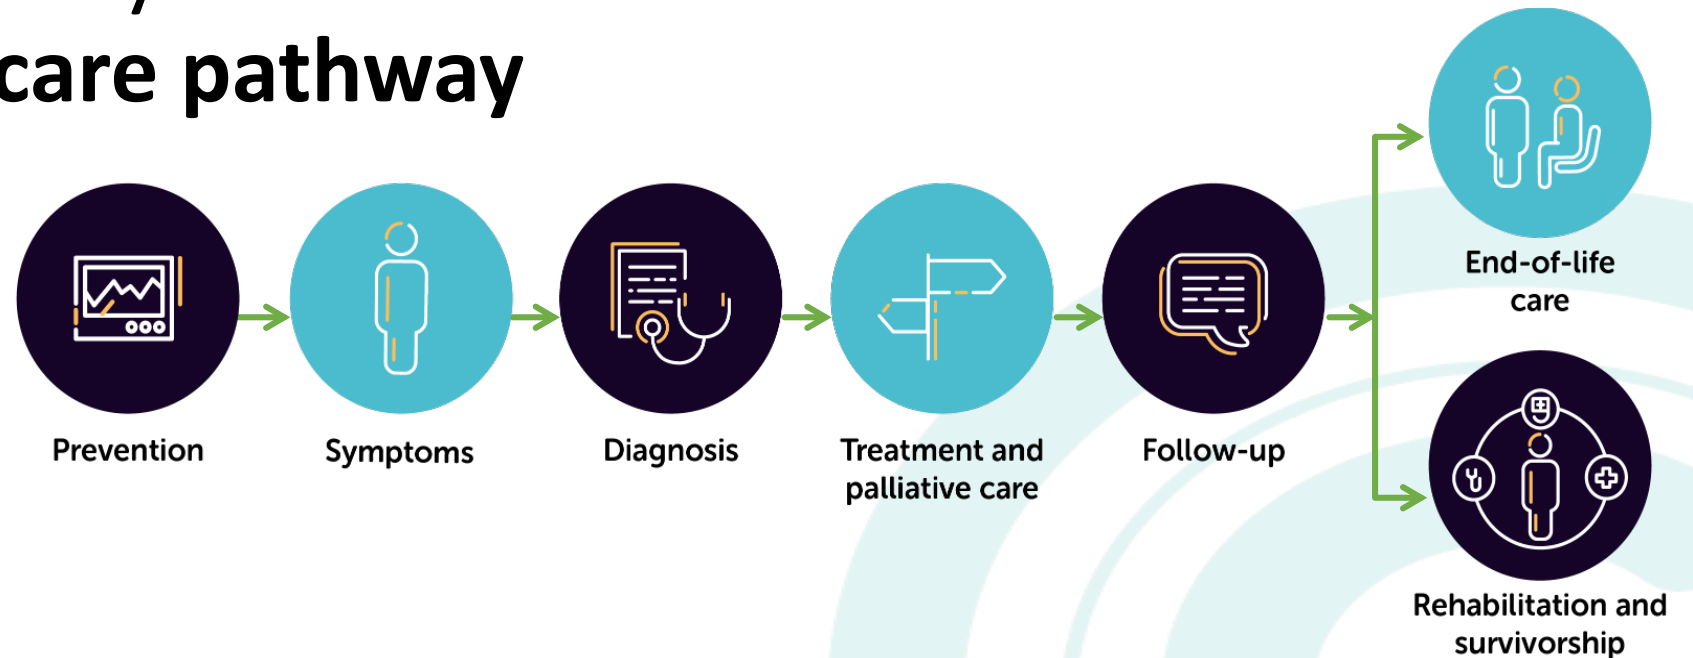 care pathway
Prevention
Symptoms
Diagnosis
Treatment and
palliative care
Follow-up
End-of-life
care
Rehabilitation and
survivorship